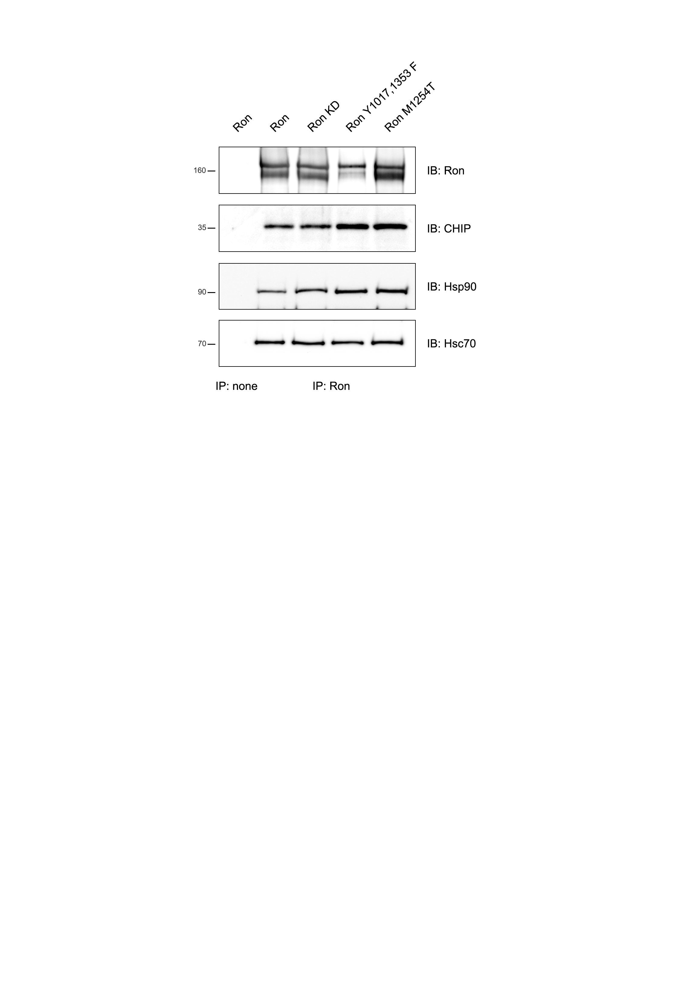 Ron
Ron
Ron KD
Ron Y1017,1353 F
Ron M1254T
160
IB: Ron
35
IB: CHIP
90
IB: Hsp90
70
IB: Hsc70
IP: none
IP: Ron